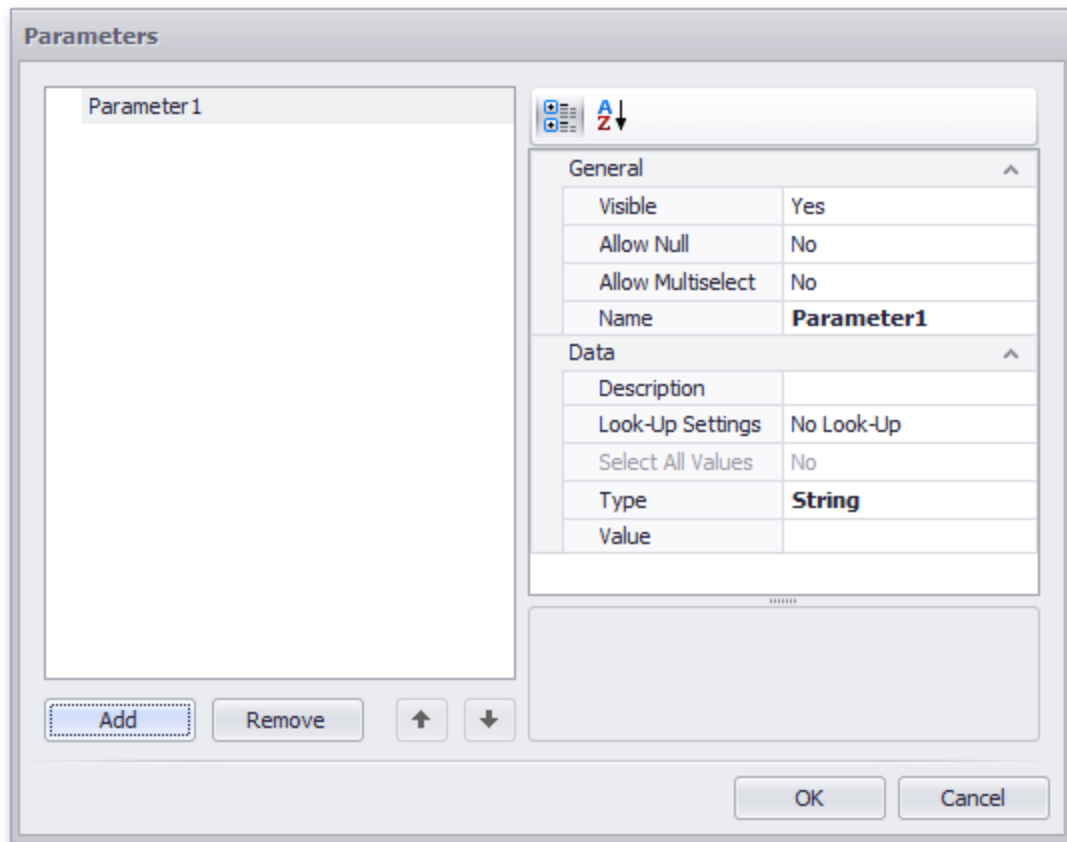 Parameters
Parameter1
A
Z
General
Visible Yes
Allow Null No
Allow Multiselect No
Name Parameter1
Data
Description
Look-Up Settings No Look-Up
Select All Values No
Type String
Value
Add Remove
OK Cancel